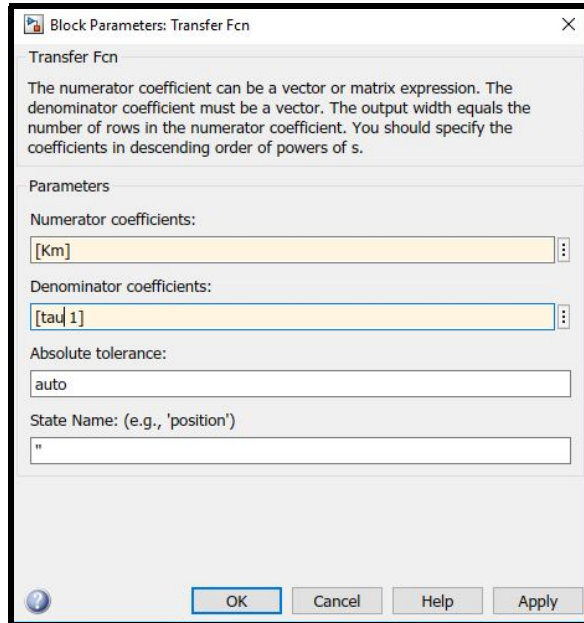 Block Parameters: Transfer Fcn
Transfer Fcn
The numerator coefficient can be a vector or matrix expression. The
denominator coefficient must be a vector. The output width equals the
number of rows in the numerator coefficient. You should specify the
coefficients in descending order of powers of s.
Parameters
Numerator coefficients:
[Km]
Denominator coefficients:
[tau 1]
Absolute tolerance:
auto
State Name: (e.g., 'position')
''
OK Cancel Help Apply